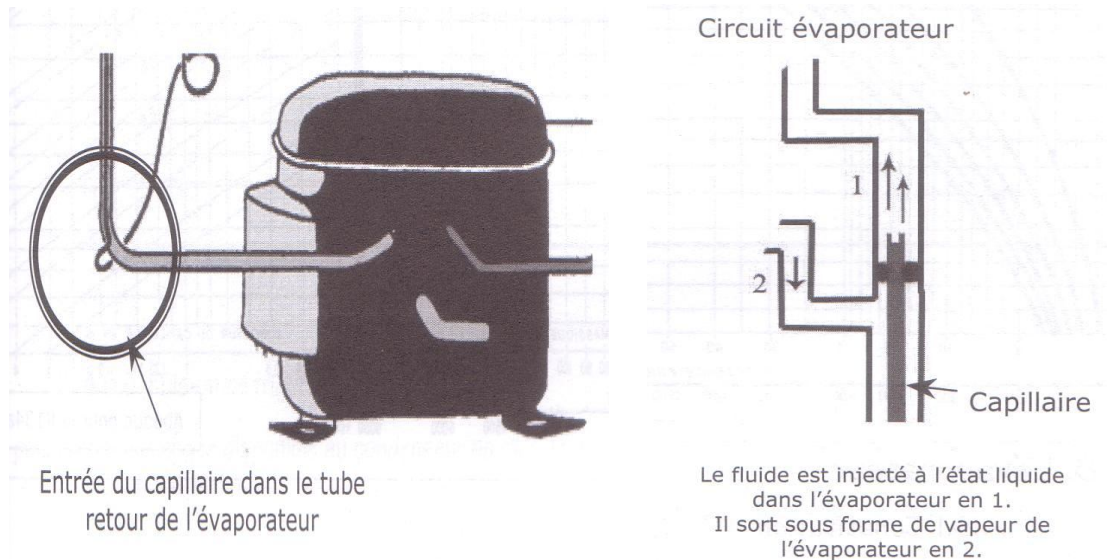 Circuit évaporateur
1
2
Capillaire
Entrée du capillaire dans le tube
retour de l'évaporateur
Le fluide est injecté à l'état liquide
dans l'évaporateur en 1.
Il sort sous forme de vapeur de
l'évaporateur en 2.